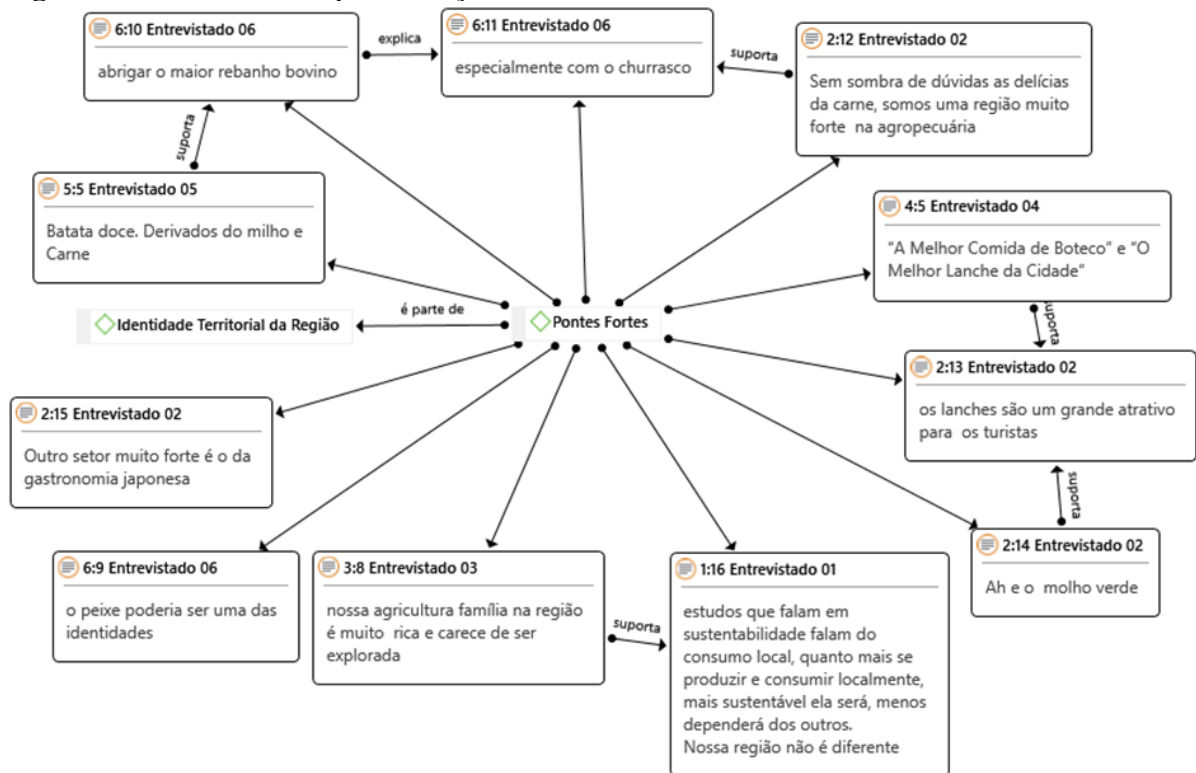 6:10 Entrevistado 06
abrigar o maior rebanho bovino
explica
6:11 Entrevistado 06
especialmente com o churrasco
suporta
2:12 Entrevistado 02
Sem sombra de dúvidas as delícias
da carne, somos uma região muito
forte na agropecuária
suporta
5:5 Entrevistado 05
Batata doce. Derivados do milho e
Carne
4:5 Entrevistado 04
“A Melhor Comida de Boteco” e “O
Melhor Lanche da Cidade”
Identidade Territorial da Região
é parte de
Pontes Fortes
suporta
2:13 Entrevistado 02
os lanches são um grande atrativo
para os turistas
2:15 Entrevistado 02
Outro setor muito forte é o da
gastronomia japonesa
suporta
2:14 Entrevistado 02
Ah e o molho verde
6:9 Entrevistado 06
o peixe poderia ser uma das
identidades
3:8 Entrevistado 03
nossa agricultura família na região
é muito rica e carece de ser
explorada
suporta
1:16 Entrevistado 01
estudos que falam em
sustentabilidade falam do
consumo local, quanto mais se
produzir e consumir localmente,
mais sustentável ela será, menos
dependerá dos outros.
Nossa região não é diferente